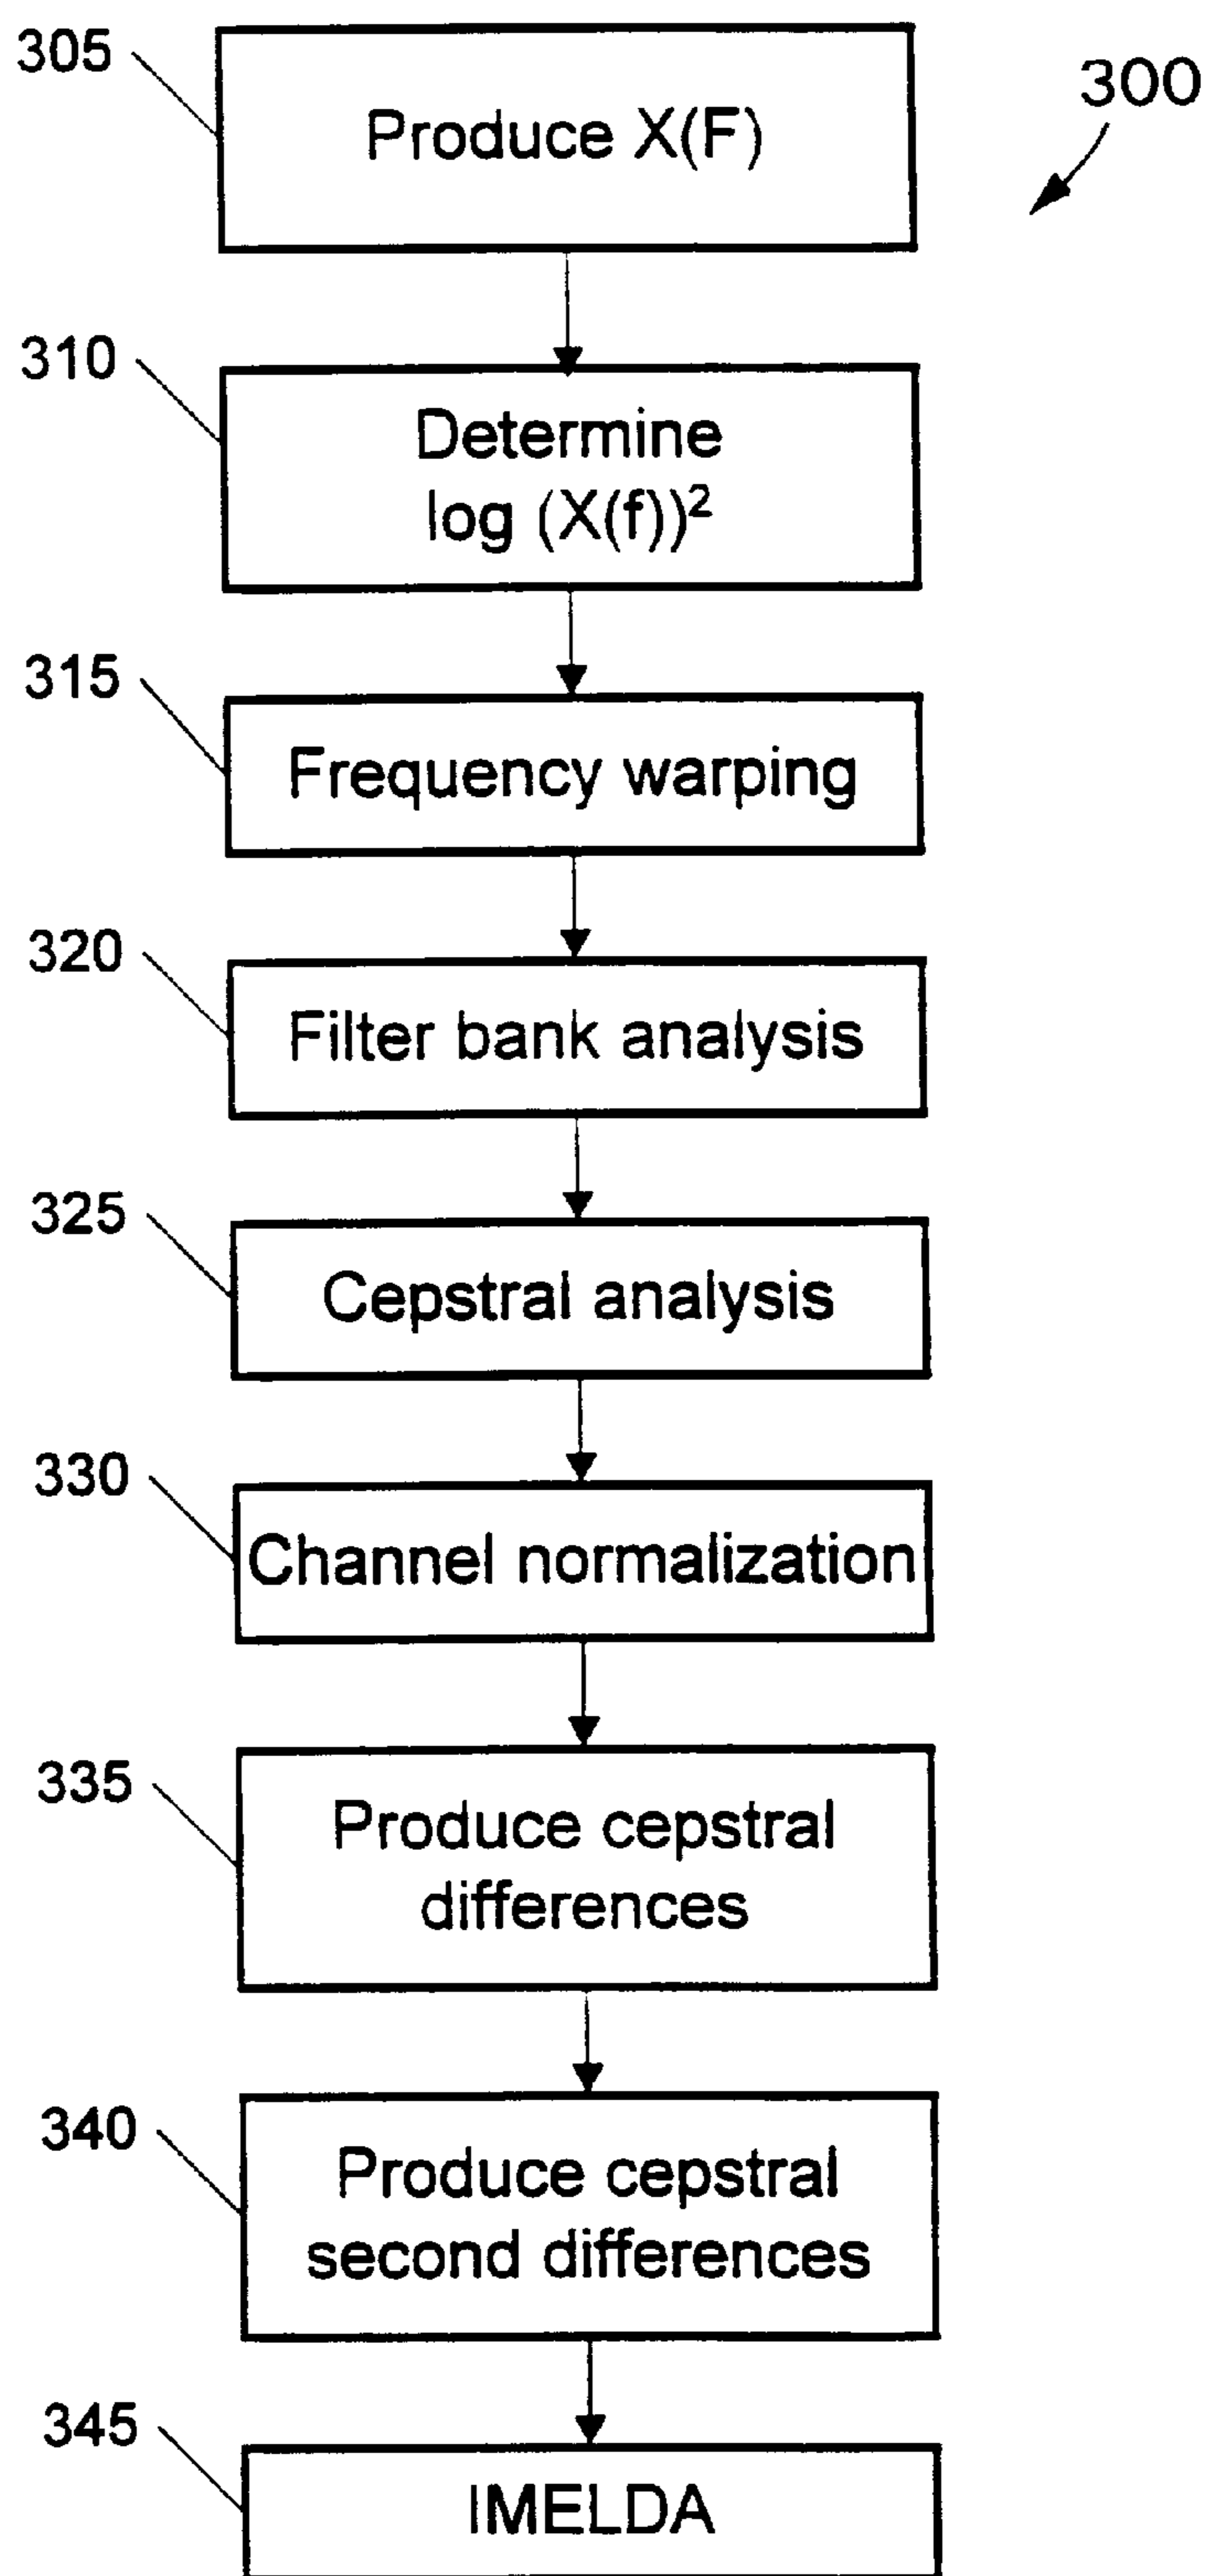 300
305
Produce X(F)
310
Determine
log (X(f))²
315
Frequency warping
320
Filter bank analysis
325
Cepstral analysis
330
Channel normalization
335
Produce cepstral
differences
340
Produce cepstral
second differences
345
IMELDA